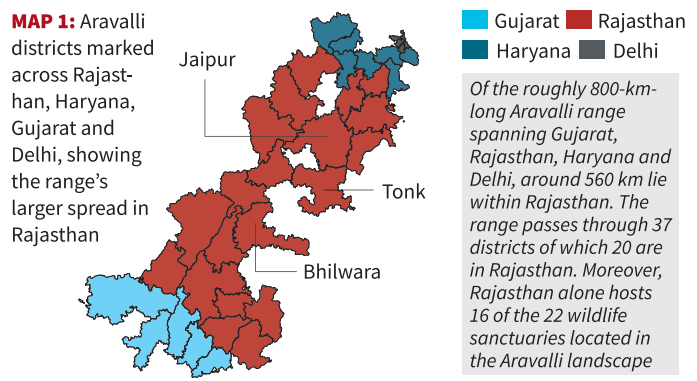 MAP 1: Aravalli
districts marked
across Rajast-
han, Haryana,
Gujarat and
Delhi, showing
the range's
larger spread in
Rajasthan
Jaipur
Tonk
Bhilwara
Gujarat
Rajasthan
Haryana
Delhi
Of the roughly 800-km-
long Aravalli range
spanning Gujarat,
Rajasthan, Haryana and
Delhi, around 560 km lie
within Rajasthan. The
range passes through 37
districts of which 20 are
in Rajasthan. Moreover,
Rajasthan alone hosts
16 of the 22 wildlife
sanctuaries located in
the Aravalli landscape